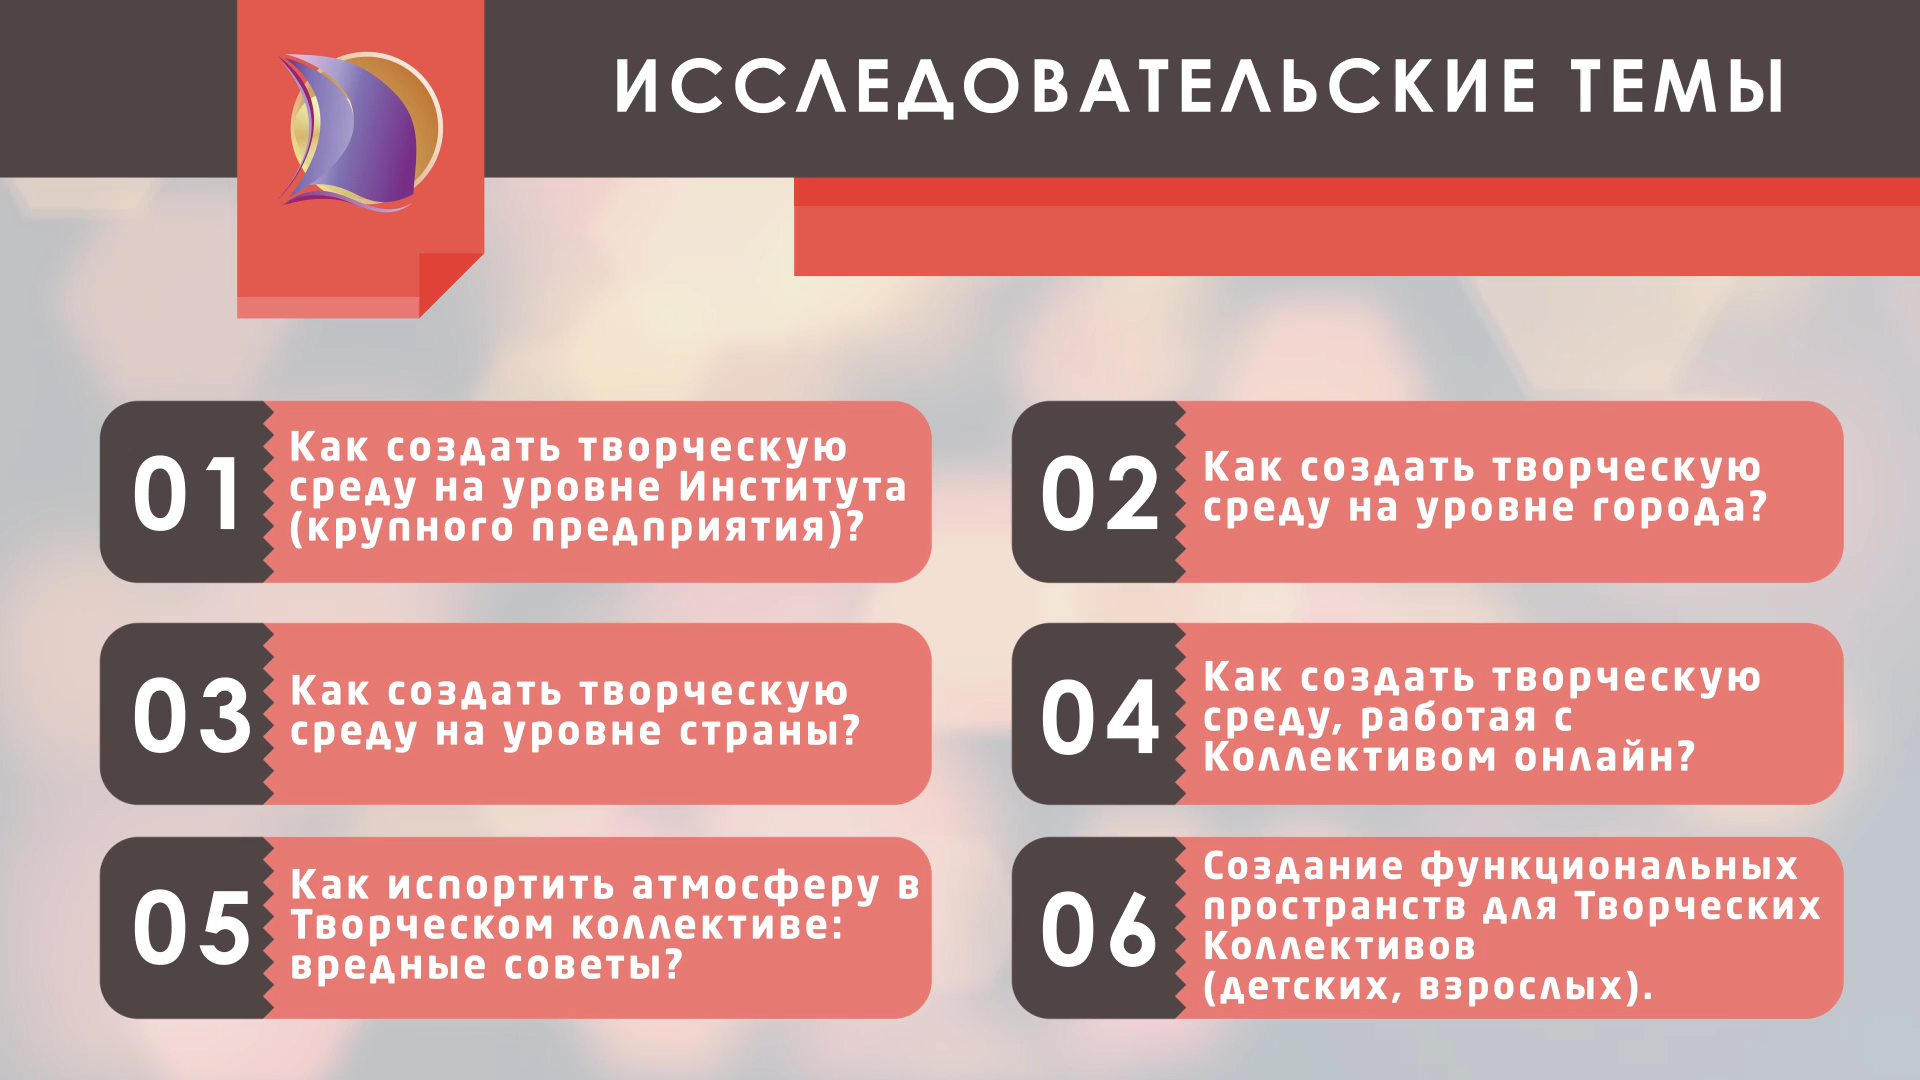 ИССЛЕДОВАТЕЛЬСКИЕ ТЕМЫ
01
Как создать творческую
среду на уровне Института
(крупного предприятия)?
02
Как создать творческую
среду на уровне города?
03
Как создать творческую
среду на уровне страны?
04
Как создать творческую
среду, работая с
Коллективом онлайн?
05
Как испортить атмосферу в
Творческом коллективе:
вредные советы?
06
Создание функциональных
пространств для Творческих
Коллективов
(детских, взрослых).